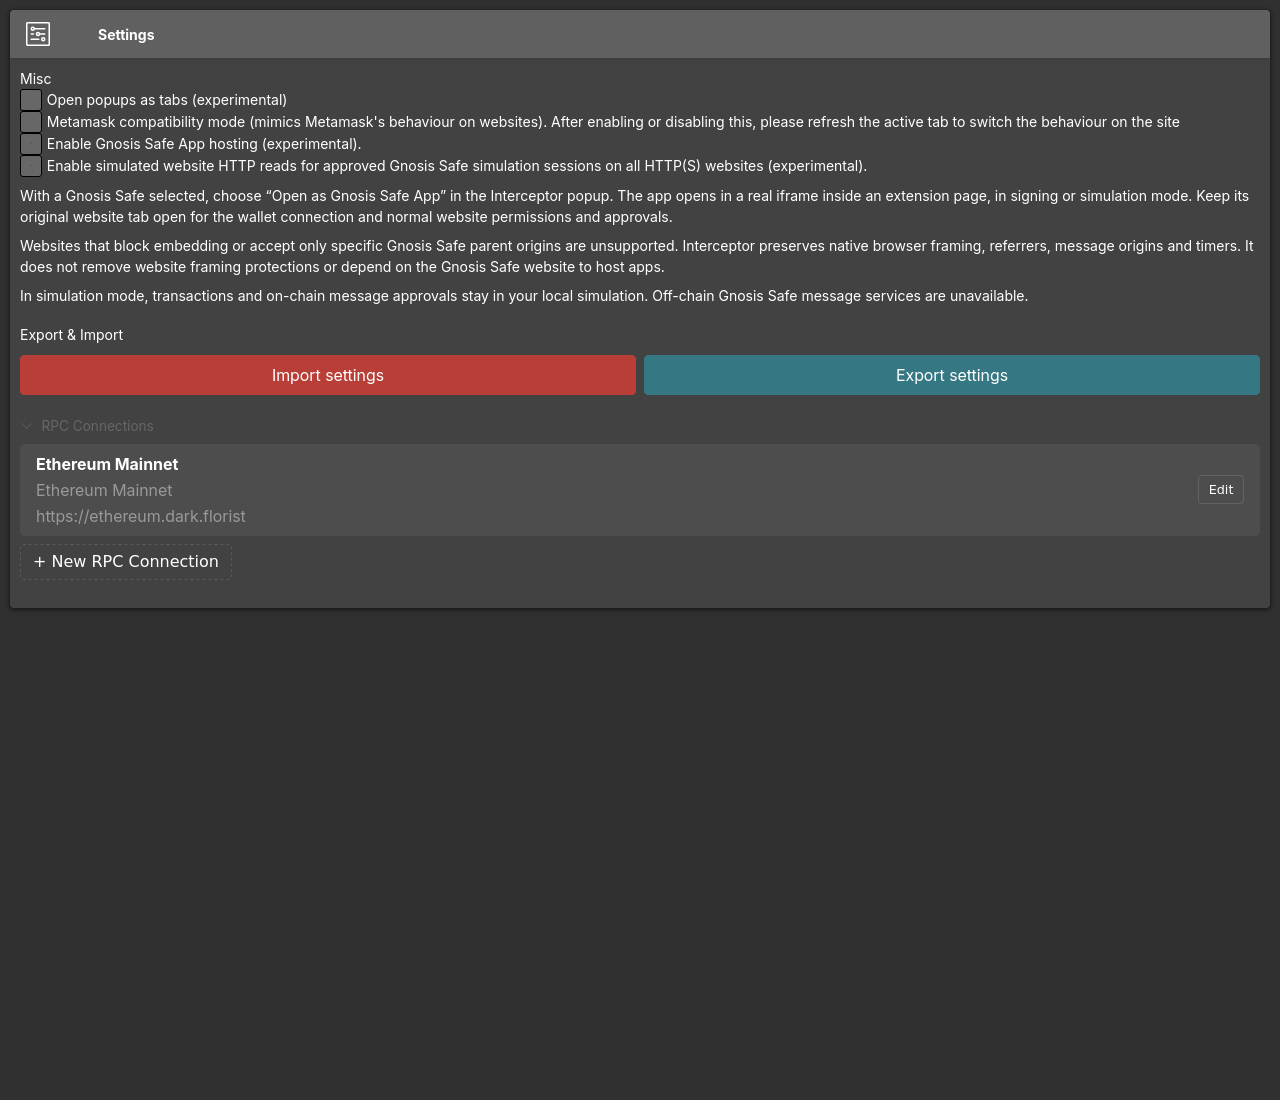 Settings
Misc
Open popups as tabs (experimental)
Metamask compatibility mode (mimics Metamask's behaviour on websites). After enabling or disabling this, please refresh the active tab to switch the behaviour on the site
Enable Gnosis Safe App hosting (experimental).
Enable simulated website HTTP reads for approved Gnosis Safe simulation sessions on all HTTP(S) websites (experimental).
With a Gnosis Safe selected, choose “Open as Gnosis Safe App” in the Interceptor popup. The app opens in a real iframe inside an extension page, in signing or simulation mode. Keep its
original website tab open for the wallet connection and normal website permissions and approvals.
Websites that block embedding or accept only specific Gnosis Safe parent origins are unsupported. Interceptor preserves native browser framing, referrers, message origins and timers. It
does not remove website framing protections or depend on the Gnosis Safe website to host apps.
In simulation mode, transactions and on-chain message approvals stay in your local simulation. Off-chain Gnosis Safe message services are unavailable.
Export & Import
Import settings
Export settings
RPC Connections
Ethereum Mainnet
Ethereum Mainnet
https://ethereum.dark.florist
Edit
+ New RPC Connection